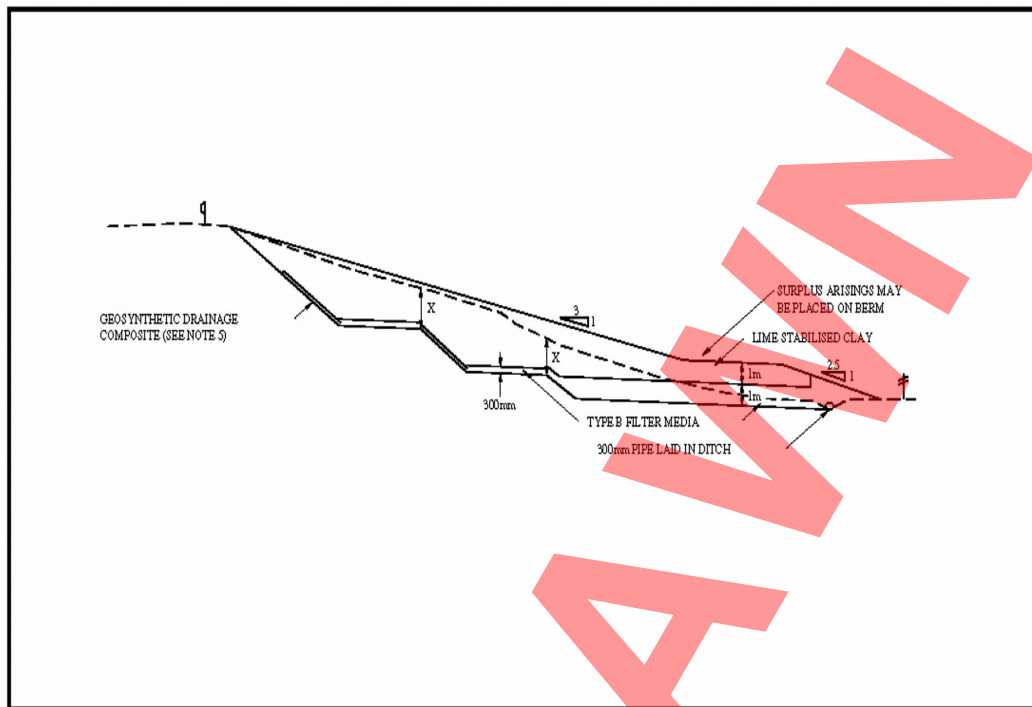 SURPLUS ARISINGS MAY
BE PLACED ON BERM
GEOSYNTHETIC DRAINAGE
COMPOSITE (SEE NOTE 5)
3
1
LIME STABILISED CLAY
X
2.5
1
X
1m
1m
300mm
TYPE B FILTER MEDIA
300mm PIPE LAID IN DITCH
AWN